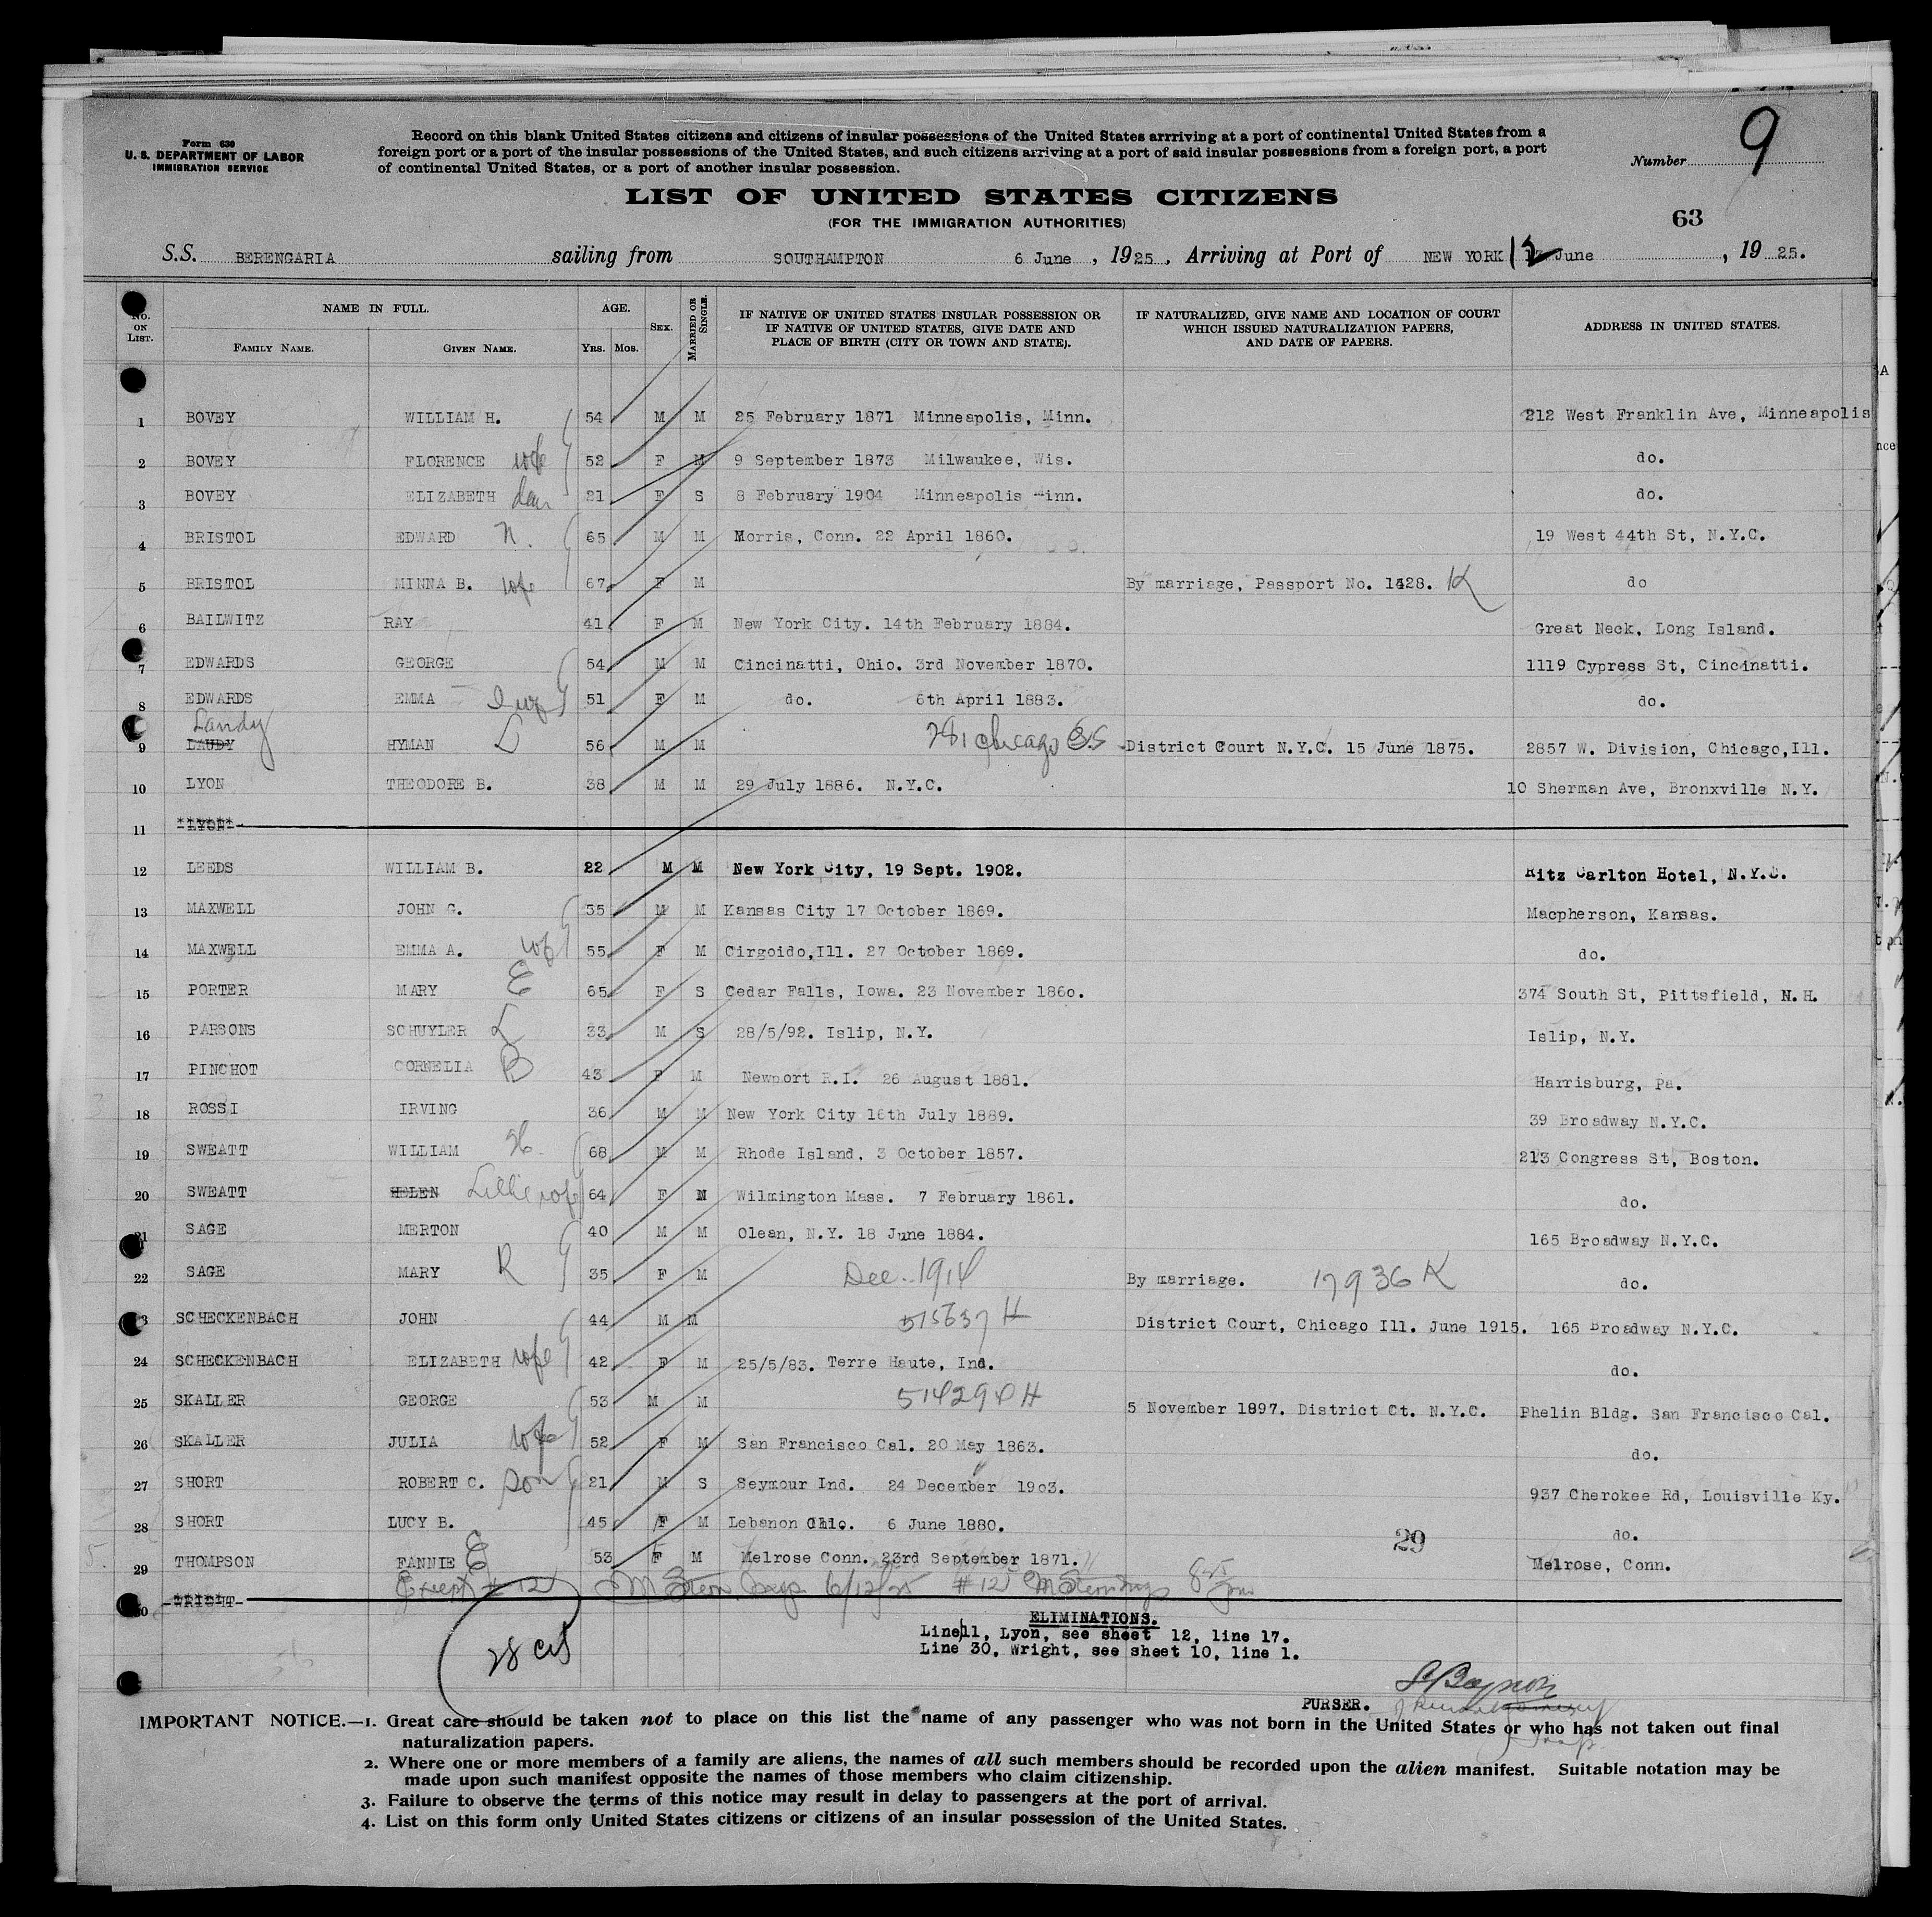 9
Form 630
U. S. DEPARTMENT OF LABOR
IMMIGRATION SERVICE
Record on this blank United States citizens and citizens of insular possessions of the United States arrriving at a port of continental United States from a
foreign port or a port of the insular possessions of the United States, and such citizens arriving at a port of said insular possessions from a foreign port, a port
of continental United States, or a port of another insular possession.
Number
LIST OF UNITED STATES CITIZENS
(FOR THE IMMIGRATION AUTHORITIES)
63
S.S. BERENGARIA sailing from SOUTHAMPTON 6 June , 1925 , Arriving at Port of NEW YORK 12 June , 1925.
No. ON LIST. NAME IN FULL. FAMILY NAME. GIVEN NAME. AGE. YRS. MOS. SEX. MARRIED OR SINGLE. IF NATIVE OF UNITED STATES INSULAR POSSESSION OR IF NATIVE OF UNITED STATES, GIVE DATE AND PLACE OF BIRTH (CITY OR TOWN AND STATE). IF NATURALIZED, GIVE NAME AND LOCATION OF COURT WHICH ISSUED NATURALIZATION PAPERS, AND DATE OF PAPERS. ADDRESS IN UNITED STATES.
1 BOVEY WILLIAM H. 54 M M 25 February 1871 Minneapolis, Minn. 212 West Franklin Ave, Minneapolis
2 BOVEY FLORENCE wife 52 F M 9 September 1873 Milwaukee, Wis. do.
3 BOVEY ELIZABETH dau 21 F S 8 February 1904 Minneapolis inn. do.
4 BRISTOL EDWARD N. 65 M M Morris, Conn. 22 April 1860. 19 West 44th St, N.Y.C.
5 BRISTOL MINNA B. wife 67 F M By marriage, Passport No. 1428. K do
6 BAILWITZ RAY 41 F M New York City. 14th February 1884. Great Neck, Long Island.
7 EDWARDS GEORGE 54 M M Cincinatti, Ohio. 3rd November 1870. 1119 Cypress St, Cincinatti.
8 EDWARDS EMMA 51 F M do. 6th April 1883. do.
Landy
9 LAUDY HYMAN 56 M M Chicago District Court N.Y.C. 15 June 1875. 2857 W. Division, Chicago,Ill.
10 LYON THEODORE B. 38 M M 29 July 1886. N.Y.C. 10 Sherman Ave, Bronxville N.Y.
11 LYON
12 LEEDS WILLIAM B. 22 M M New York City, 19 Sept. 1902. Ritz Carlton Hotel, N.Y.C.
13 MAXWELL JOHN G. 55 M M Kansas City 17 October 1869. Macpherson, Kansas.
14 MAXWELL EMMA A. wife 55 F M Cirgoido,Ill. 27 October 1869. do.
15 PORTER MARY E 65 F S Cedar Falls, Iowa. 23 November 1860. 374 South St, Pittsfield, N.H.
16 PARSONS SCHUYLER L 33 M S 28/5/92. Islip, N.Y. Islip, N.Y.
17 PINCHOT CORNELIA B 43 F M Newport R.I. 26 August 1881. Harrisburg, Pa.
18 ROSSI IRVING 36 M M New York City 16th July 1889. 39 Broadway N.Y.C.
19 SWEATT WILLIAM H. 68 M M Rhode Island, 3 October 1857. 213 Congress St, Boston.
20 SWEATT HELEN Lillie wife 64 F M Wilmington Mass. 7 February 1861. do.
21 SAGE MERTON 40 M M Olean, N.Y. 18 June 1884. 165 Broadway N.Y.C.
22 SAGE MARY R 35 F M Dec. 1914 By marriage. 17936 K do.
23 SCHECKENBACH JOHN 44 M M 575637 H District Court, Chicago Ill. June 1915. 165 Broadway N.Y.C.
24 SCHECKENBACH ELIZABETH wife 42 F M 25/5/83. Terre Haute, Ind. do.
25 SKALLER GEORGE 53 M M 514294 H 5 November 1897. District Ct. N.Y.C. Phelin Bldg. San Francisco Cal.
26 SKALLER JULIA wife 52 F M San Francisco Cal. 20 May 1863. do.
27 SHORT ROBERT C. son 21 M S Seymour Ind. 24 December 1903. 937 Cherokee Rd, Louisville Ky.
28 SHORT LUCY B. 45 F M Lebanon Ohio. 6 June 1880. do.
29
29 THOMPSON FANNIE E 53 F M Melrose Conn. 23rd September 1871. Melrose, Conn.
Except # 12 M Stern Insp 6/12/25 # 12 M Stern Insp
30 WRIGHT
28 cit
ELIMINATIONS.
Line 11, Lyon, see sheet 12, line 17.
Line 30, Wright, see sheet 10, line 1.
PURSER.
IMPORTANT NOTICE.—1. Great care should be taken not to place on this list the name of any passenger who was not born in the United States or who has not taken out final
naturalization papers.
2. Where one or more members of a family are aliens, the names of all such members should be recorded upon the alien manifest. Suitable notation may be
made upon such manifest opposite the names of those members who claim citizenship.
3. Failure to observe the terms of this notice may result in delay to passengers at the port of arrival.
4. List on this form only United States citizens or citizens of an insular possession of the United States.